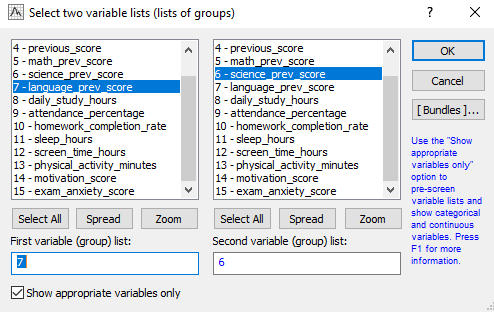 Select two variable lists (lists of groups)
?
4 - previous_score
5 - math_prev_score
6 - science_prev_score
7 - language_prev_score
8 - daily_study_hours
9 - attendance_percentage
10 - homework_completion_rate
11 - sleep_hours
12 - screen_time_hours
13 - physical_activity_minutes
14 - motivation_score
15 - exam_anxiety_score
Select All
Spread
Zoom
First variable (group) list:
7
4 - previous_score
5 - math_prev_score
6 - science_prev_score
7 - language_prev_score
8 - daily_study_hours
9 - attendance_percentage
10 - homework_completion_rate
11 - sleep_hours
12 - screen_time_hours
13 - physical_activity_minutes
14 - motivation_score
15 - exam_anxiety_score
Select All
Spread
Zoom
Second variable (group) list:
6
OK
Cancel
[ Bundles ]...
Use the "Show
appropriate
variables only"
option to
pre-screen
variable lists and
show categorical
and continuous
variables. Press
F1 for more
information.
Show appropriate variables only